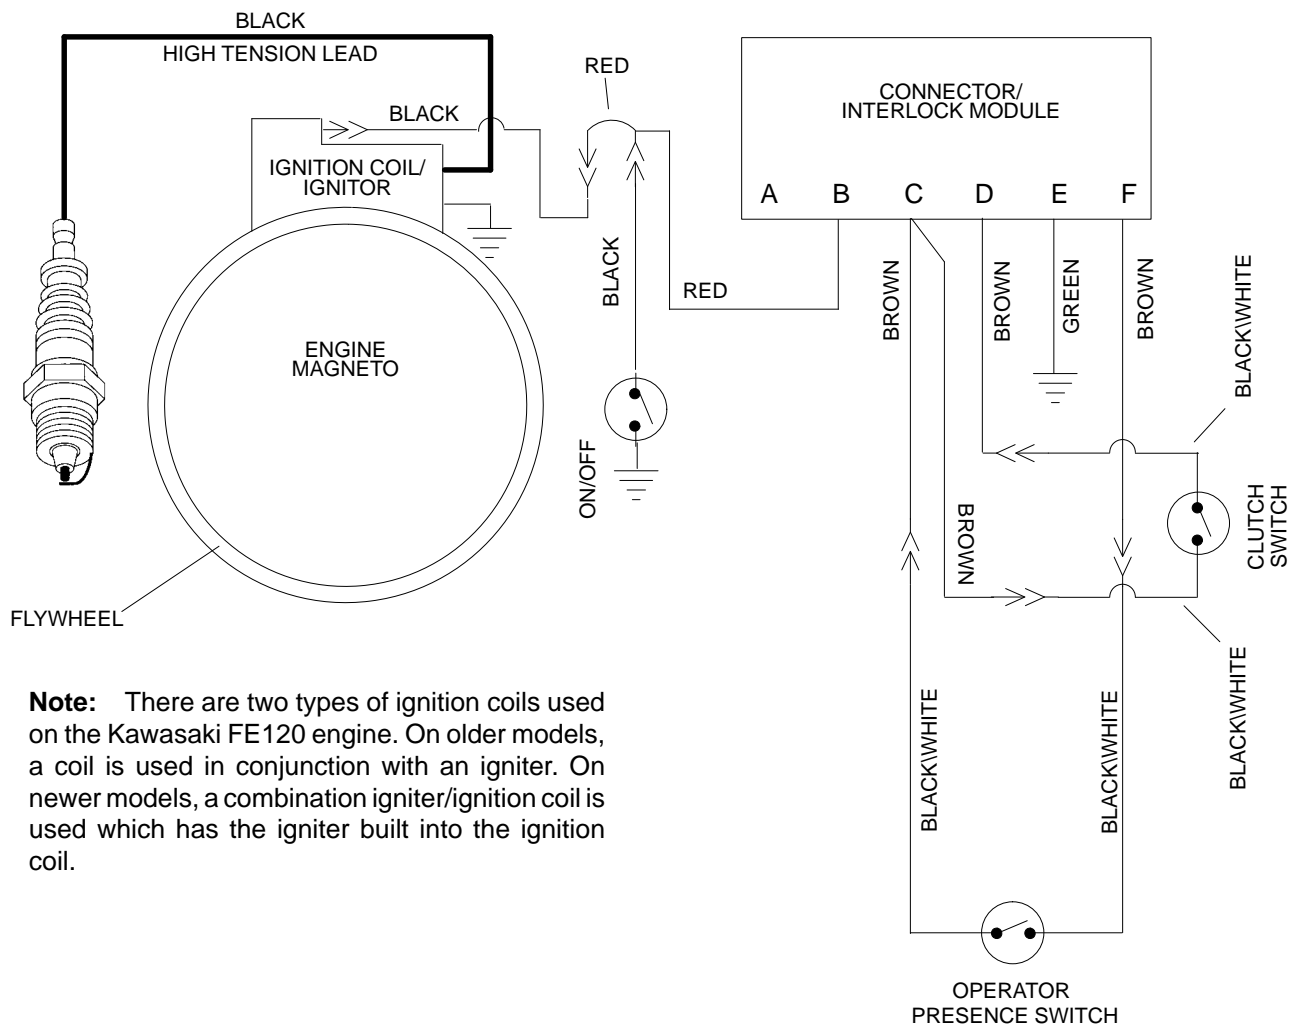 BLACK
HIGH TENSION LEAD
RED
BLACK
CONNECTOR/
INTERLOCK MODULE
IGNITION COIL/
IGNITOR
A B C D E F
BLACK
RED
BROWN
BROWN
GREEN
BROWN
BLACK\WHITE
ENGINE
MAGNETO
ON/OFF
BROWN
CLUTCH
SWITCH
FLYWHEEL
BLACK\WHITE
BLACK\WHITE
BLACK\WHITE
Note: There are two types of ignition coils used
on the Kawasaki FE120 engine. On older models,
a coil is used in conjunction with an igniter. On
newer models, a combination igniter/ignition coil is
used which has the igniter built into the ignition
coil.
OPERATOR
PRESENCE SWITCH